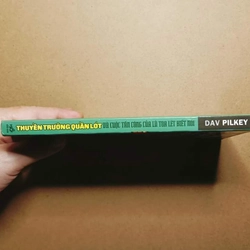 THUYỀN TRƯỞNG QUẦN LÓT VÀ CUỘC TẤN CÔNG CỦA LŨ TOA LÉT BIẾT NÓI DAV PILKEY